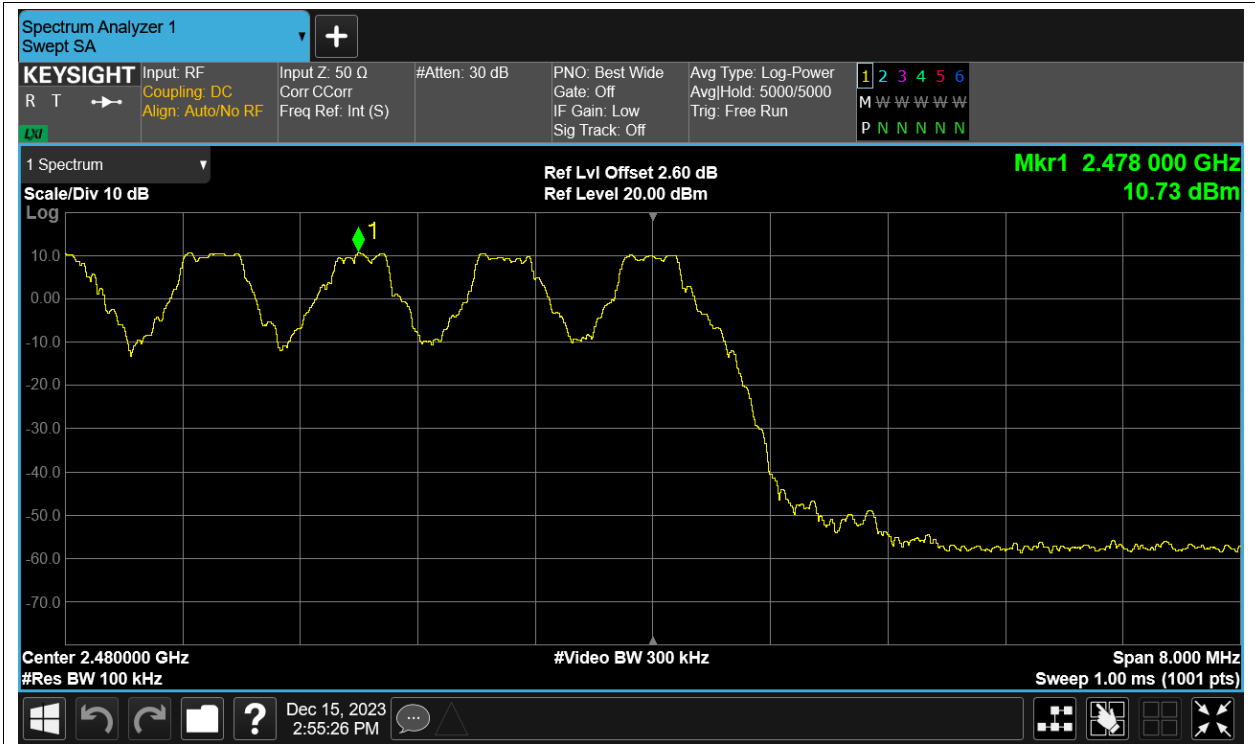 Spectrum Analyzer 1
Swept SA
KEYSIGHT
R T
LXI
Input: RF
Coupling: DC
Align: Auto/No RF
Input Z: 50 Ω
Corr CCorr
Freq Ref: Int (S)
#Atten: 30 dB
PNO: Best Wide
Gate: Off
IF Gain: Low
Sig Track: Off
Avg Type: Log-Power
Avg|Hold: 5000/5000
Trig: Free Run
1 2 3 4 5 6
M W W W W W
P N N N N N
1 Spectrum
Scale/Div 10 dB
Log
Ref Lvl Offset 2.60 dB
Ref Level 20.00 dBm
Mkr1 2.478 000 GHz
10.73 dBm
1
10.0
0.00
-10.0
-20.0
-30.0
-40.0
-50.0
-60.0
-70.0
Center 2.480000 GHz
#Res BW 100 kHz
#Video BW 300 kHz
Span 8.000 MHz
Sweep 1.00 ms (1001 pts)
?
Dec 15, 2023
2:55:26 PM